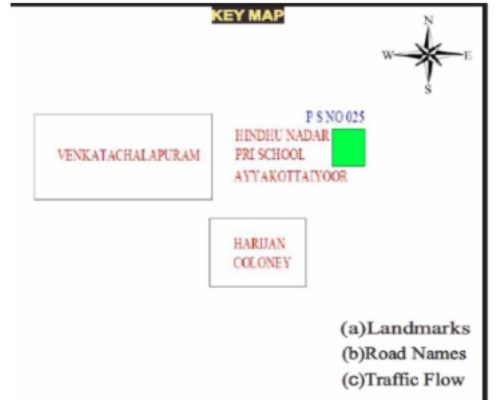 KEY MAP
N
W E
S
P S NO 025
HINDHU NADAR
PRI SCHOOL
AYYAKOTTAIYOOR
VENKATACHALAPURAM
HARIJAN
COLONEY
(a)Landmarks
(b)Road Names
(c)Traffic Flow